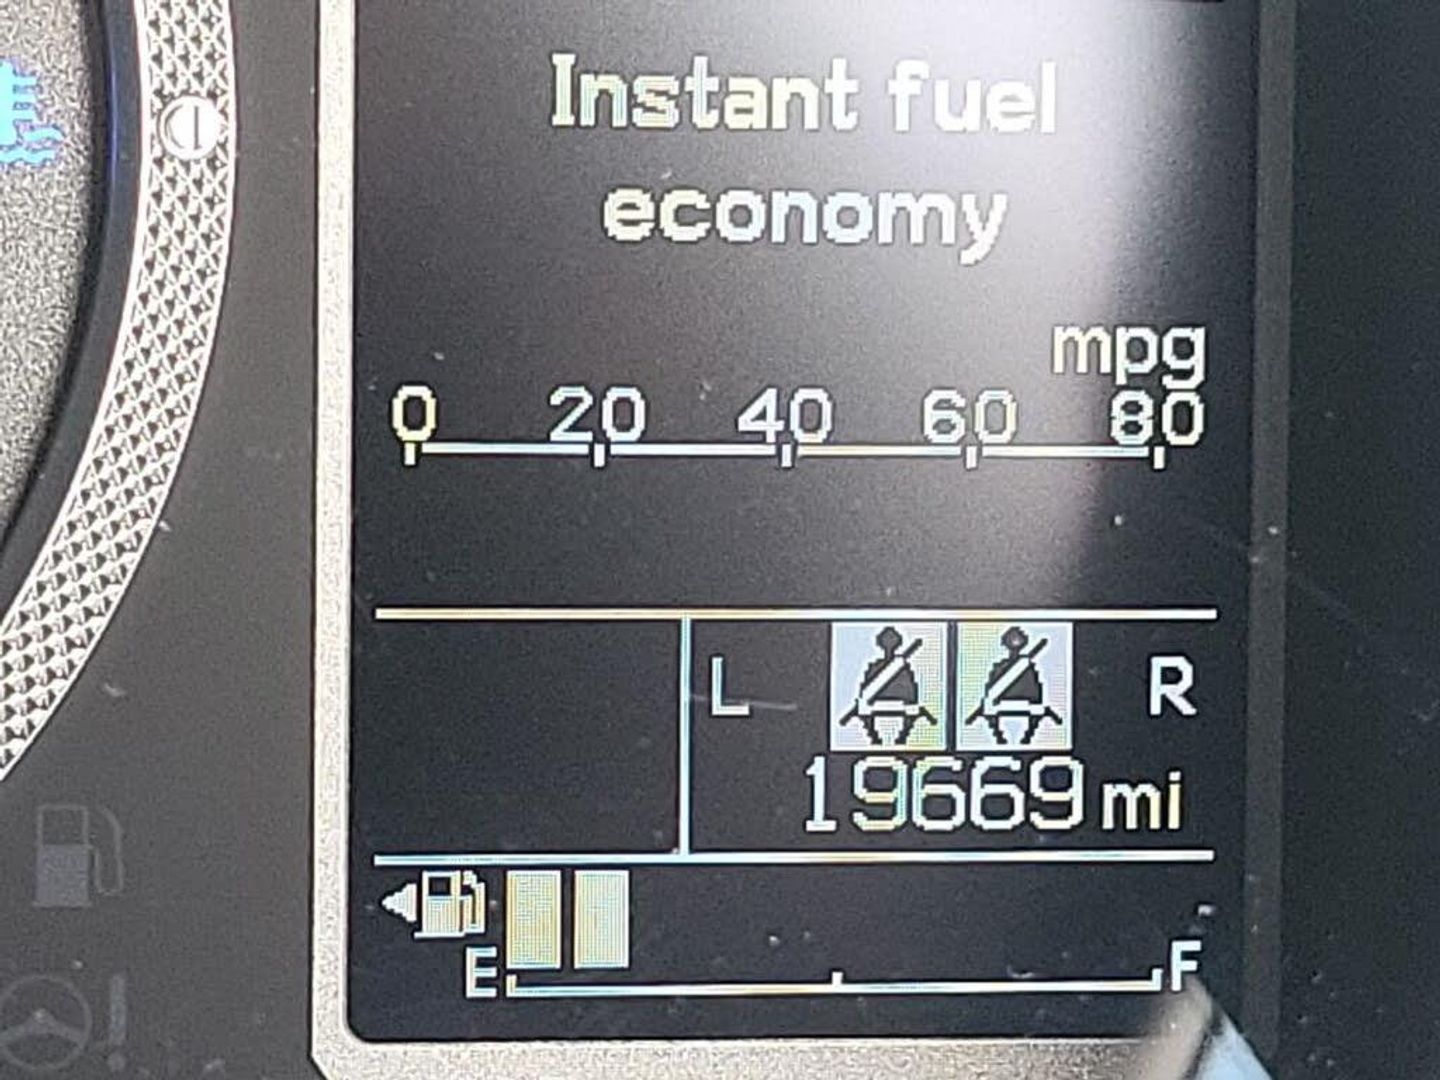 Instant fuel
economy
mpg
0 20 40 60 80
L R
19669 mi
E F